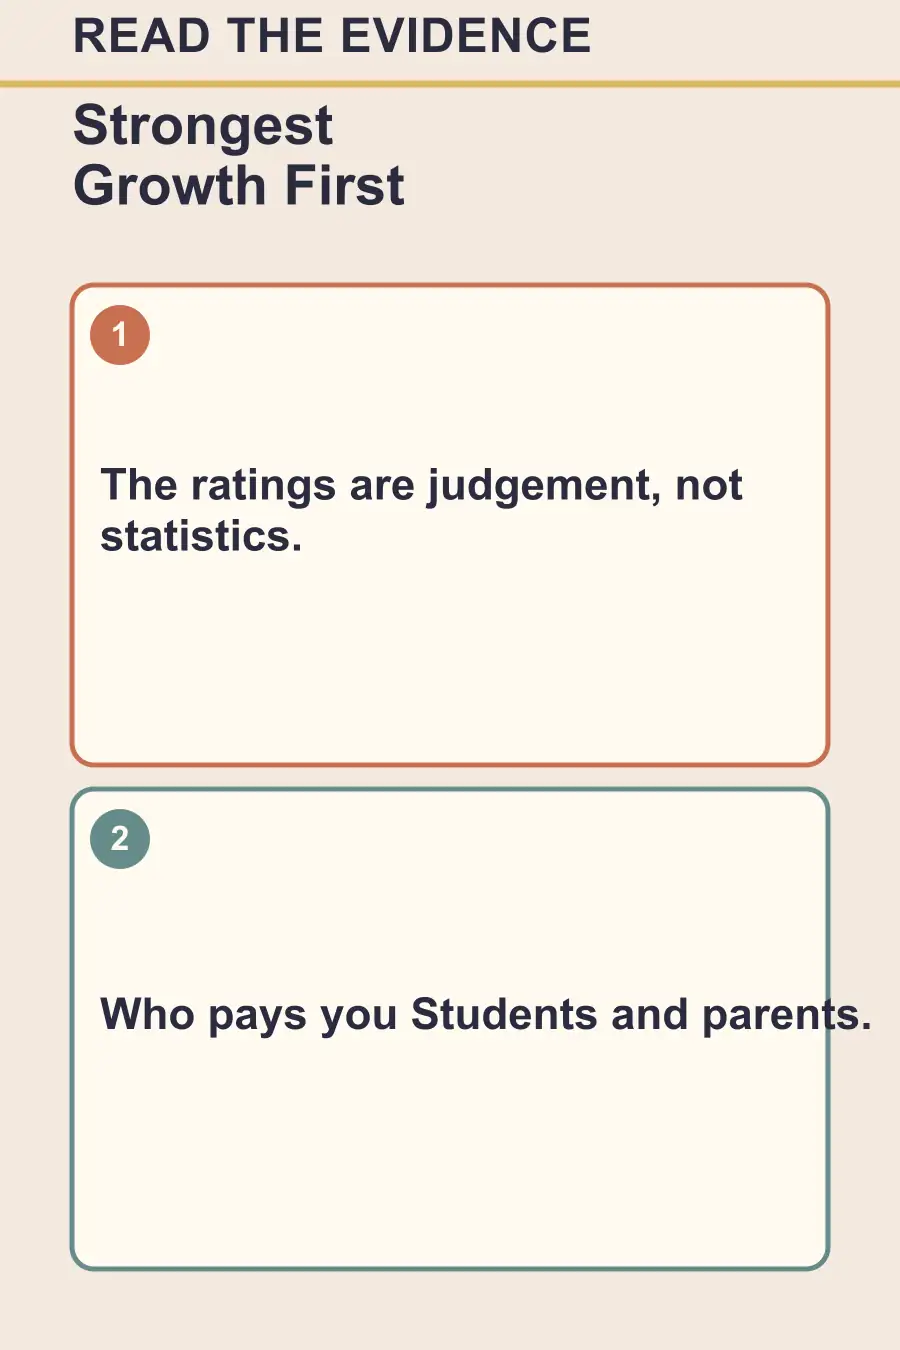 READ THE EVIDENCE
Strongest
Growth First
1
The ratings are judgement, not
statistics.
2
Who pays you Students and parents.